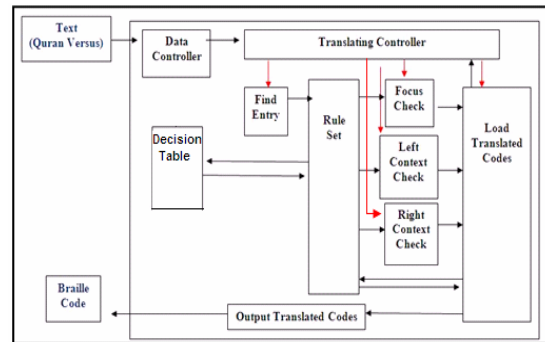 Text
(Quran Versus)
Data
Controller
Translating Controller
Find
Entry
Rule
Set
Focus
Check
Load
Translated
Codes
Decision
Table
Left
Context
Check
Right
Context
Check
Braille
Code
Output Translated Codes